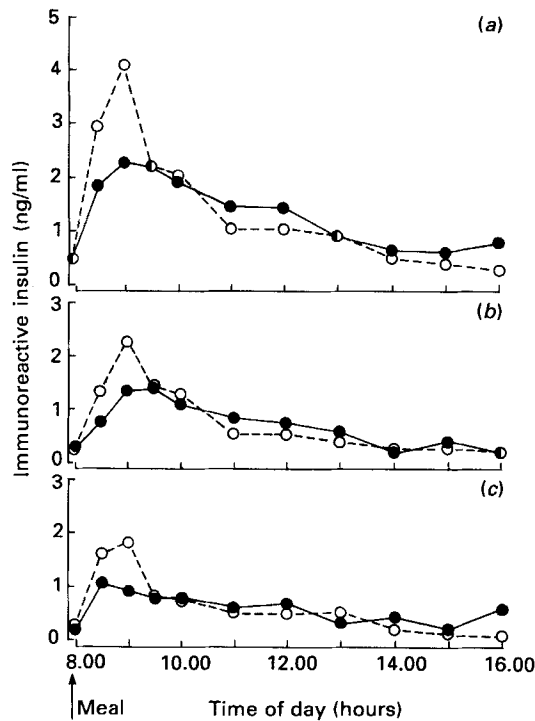 5
(a)
4
3
2
1
0
Immunoreactive insulin (ng/ml)
3
(b)
2
1
0
3
(c)
2
1
0
8.00 10.00 12.00 14.00 16.00
Meal Time of day (hours)